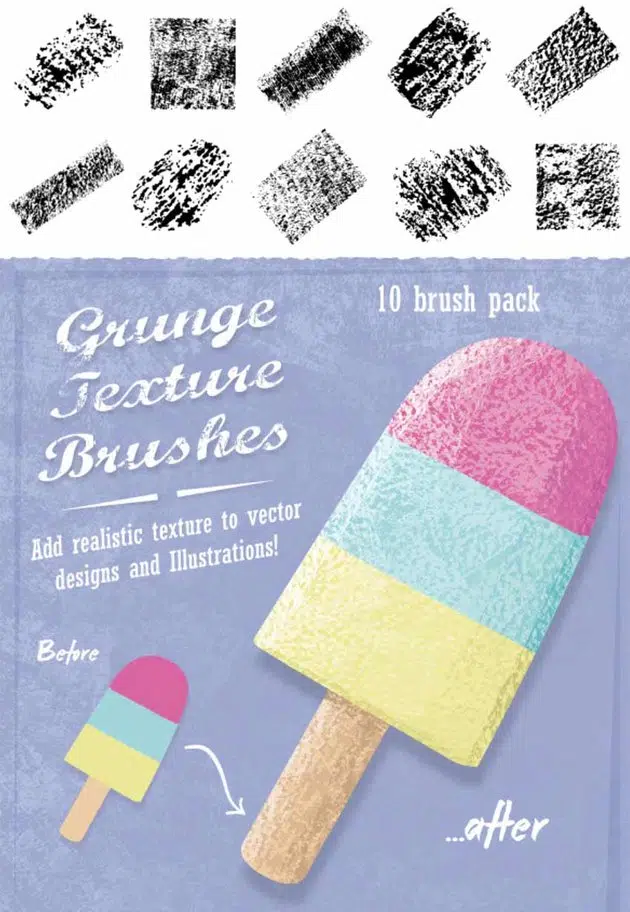 10 brush pack
Grunge
Texture
Brushes
Add realistic texture to vector
designs and Illustrations!
Before
...after